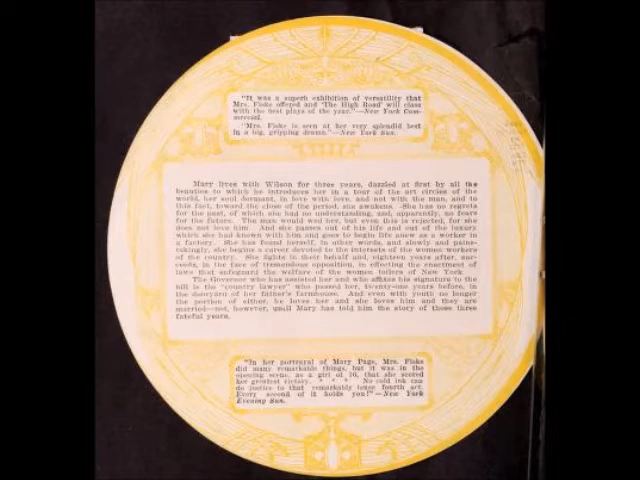 "It was a superb exhibition of versatility that
Mrs. Fiske offered and 'The High Road' will class
with the best plays of the year."—New York Com-
mercial.
"Mrs. Fiske is seen at her very splendid best
in a big, gripping drama."—New York Sun.
Mary lives with Wilson for three years, dazzled at first by all the
beauties to which he introduces her in a tour of the art circles of the
world, her soul dormant, in love with love, and not with the man, and to
this fact, toward the close of the period, she awakens. She has no regrets
for the past, of which she had no understanding, and, apparently, no fears
for the future. The man would wed her, but even this is rejected, for she
does not love him. And she passes out of his life and out of the luxury
which she had known with him and goes to begin life anew as a worker in
a factory. She has found herself, in other words, and slowly and pains-
takingly, she begins a career devoted to the interests of the women workers
of the country. She fights in their behalf and, eighteen years after, suc-
ceeds, in the face of tremendous opposition, in effecting the enactment of
laws that safeguard the welfare of the women toilers of New York.
The Governor who has assisted her and who affixes his signature to the
bill is the "country lawyer" who passed her, twenty-one years before, in
the dooryard of her father's farmhouse. And even with youth no longer
the portion of either, he loves her and she loves him and they are
married—not, however, until Mary has told him the story of those three
fateful years.
"In her portrayal of Mary Page, Mrs. Fiske
did many remarkable things, but it was in the
opening scene, as a girl of 16, that she scored
her greatest victory. * * * No cold ink can
do justice to that remarkably tense fourth act.
Every second of it holds you!"—New York
Evening Sun.